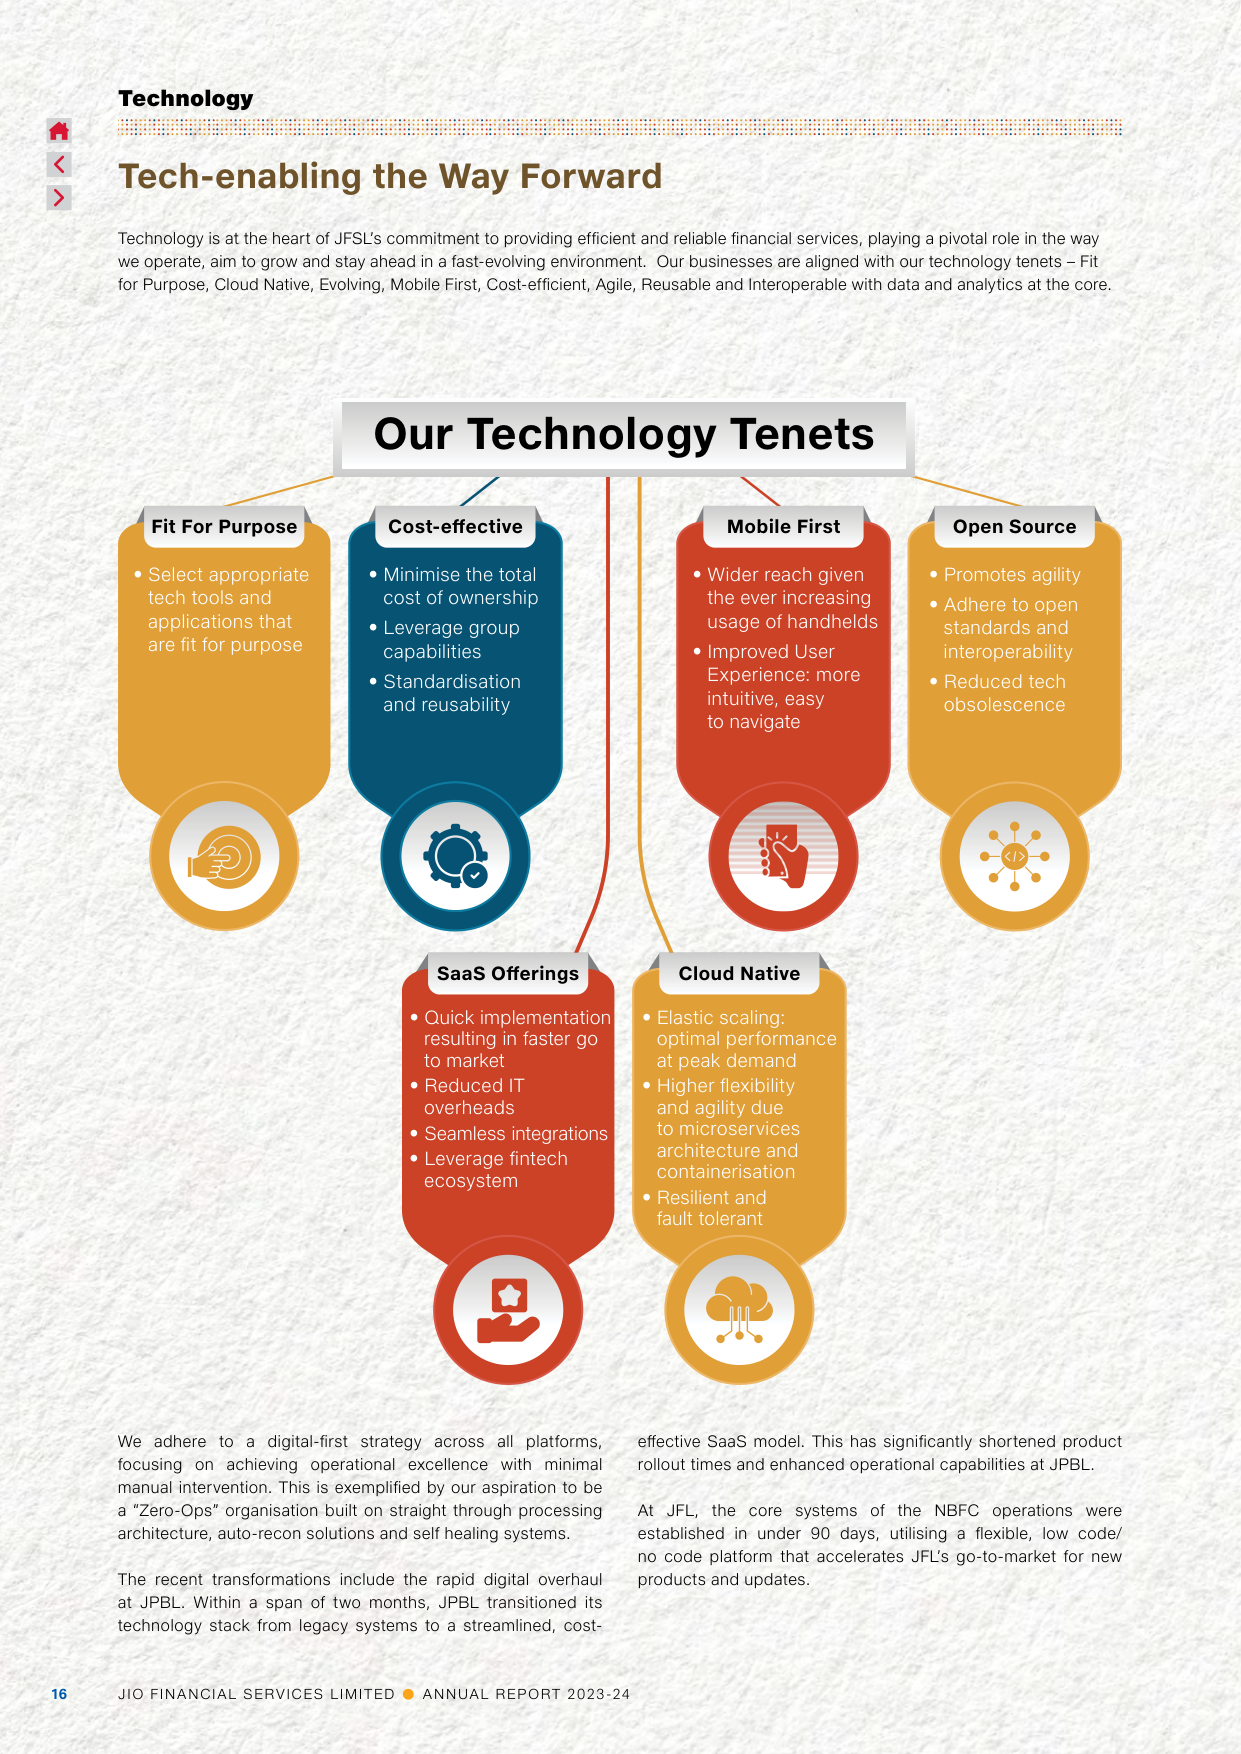 Technology
Tech-enabling the Way Forward
Technology is at the heart of JFSL's commitment to providing efficient and reliable financial services, playing a pivotal role in the way
we operate, aim to grow and stay ahead in a fast-evolving environment.  Our businesses are aligned with our technology tenets – Fit
for Purpose, Cloud Native, Evolving, Mobile First, Cost-efficient, Agile, Reusable and Interoperable with data and analytics at the core.
Our Technology Tenets
Fit For Purpose
• Select appropriate
tech tools and
applications that
are fit for purpose
Cost-effective
• Minimise the total
cost of ownership
• Leverage group
capabilities
• Standardisation
and reusability
Mobile First
• Wider reach given
the ever increasing
usage of handhelds
• Improved User
Experience: more
intuitive, easy
to navigate
Open Source
• Promotes agility
• Adhere to open
standards and
interoperability
• Reduced tech
obsolescence
</>
SaaS Offerings
• Quick implementation
resulting in faster go
to market
• Reduced IT
overheads
• Seamless integrations
• Leverage fintech
ecosystem
Cloud Native
• Elastic scaling:
optimal performance
at peak demand
• Higher flexibility
and agility due
to microservices
architecture and
containerisation
• Resilient and
fault tolerant
We adhere to a digital-first strategy across all platforms,
focusing on achieving operational excellence with minimal
manual intervention. This is exemplified by our aspiration to be
a “Zero-Ops” organisation built on straight through processing
architecture, auto-recon solutions and self healing systems.
The recent transformations include the rapid digital overhaul
at JPBL. Within a span of two months, JPBL transitioned its
technology stack from legacy systems to a streamlined, cost-
effective SaaS model. This has significantly shortened product
rollout times and enhanced operational capabilities at JPBL.
At JFL, the core systems of the NBFC operations were
established in under 90 days, utilising a flexible, low code/
no code platform that accelerates JFL's go-to-market for new
products and updates.
16 JIO FINANCIAL SERVICES LIMITED ● ANNUAL REPORT 2023-24